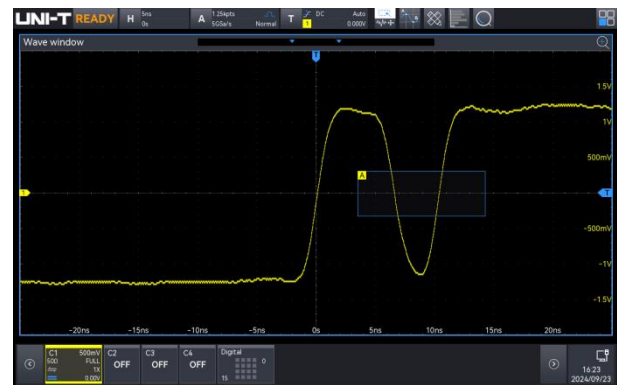 UNI-T READY H 5ns 0s A 1.25kpts 5GSa/s Normal T 1 DC Auto 0.000V
Wave window
T
1.5V
1V
500mV
A
1
T
-500mV
-1V
-1.5V
-20ns -15ns -10ns -5ns 0s 5ns 10ns 15ns 20ns
C1 500mV
50Ω FULL
1X
0.00V
C2 OFF
C3 OFF
C4 OFF
Digital
0
15
16:23
2024/09/23